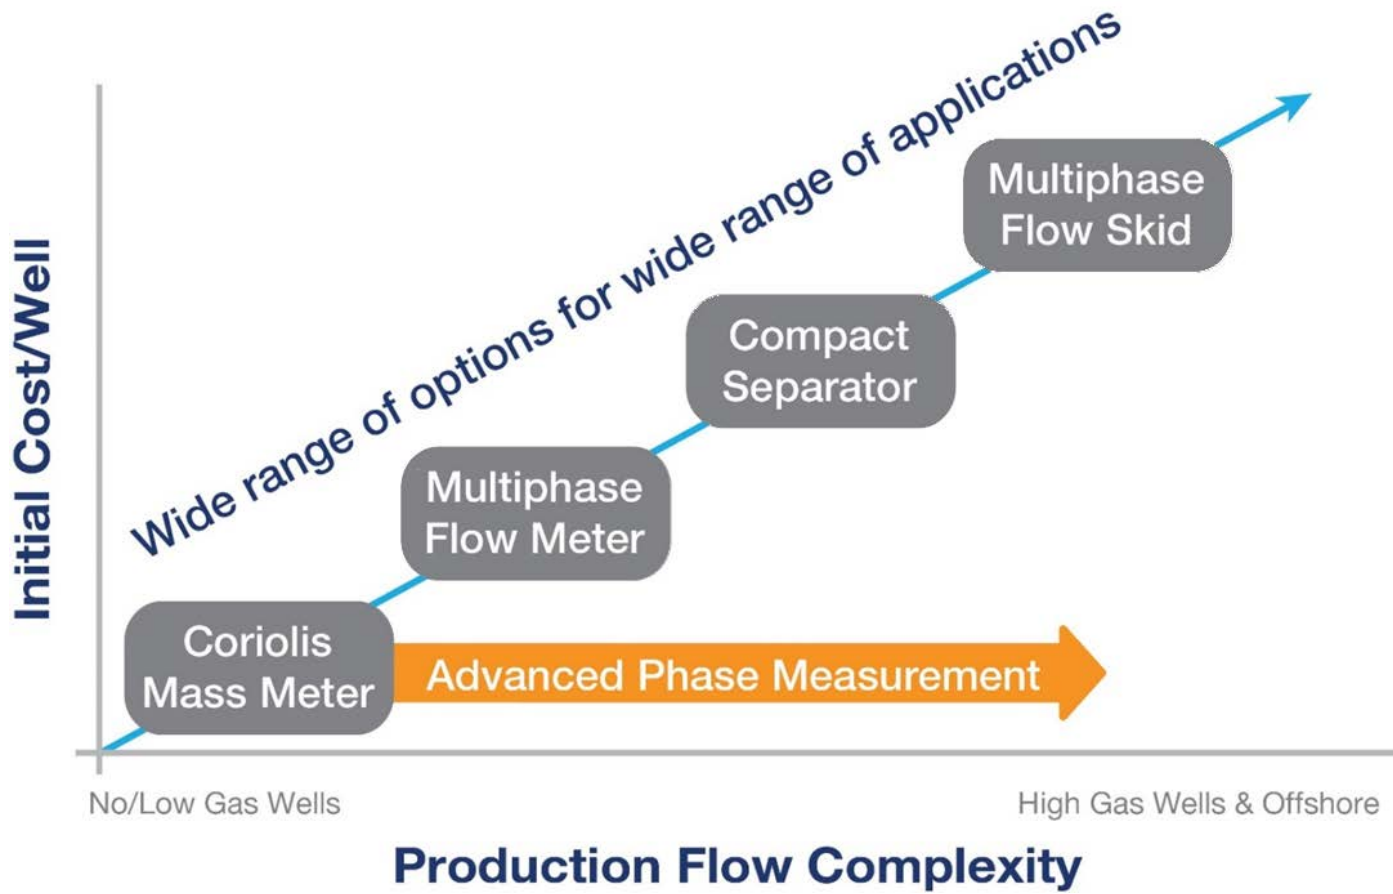 Wide range of options for wide range of applications
Initial Cost/Well
Multiphase
Flow Skid
Compact
Separator
Multiphase
Flow Meter
Coriolis
Mass Meter
Advanced Phase Measurement
No/Low Gas Wells
High Gas Wells & Offshore
Production Flow Complexity